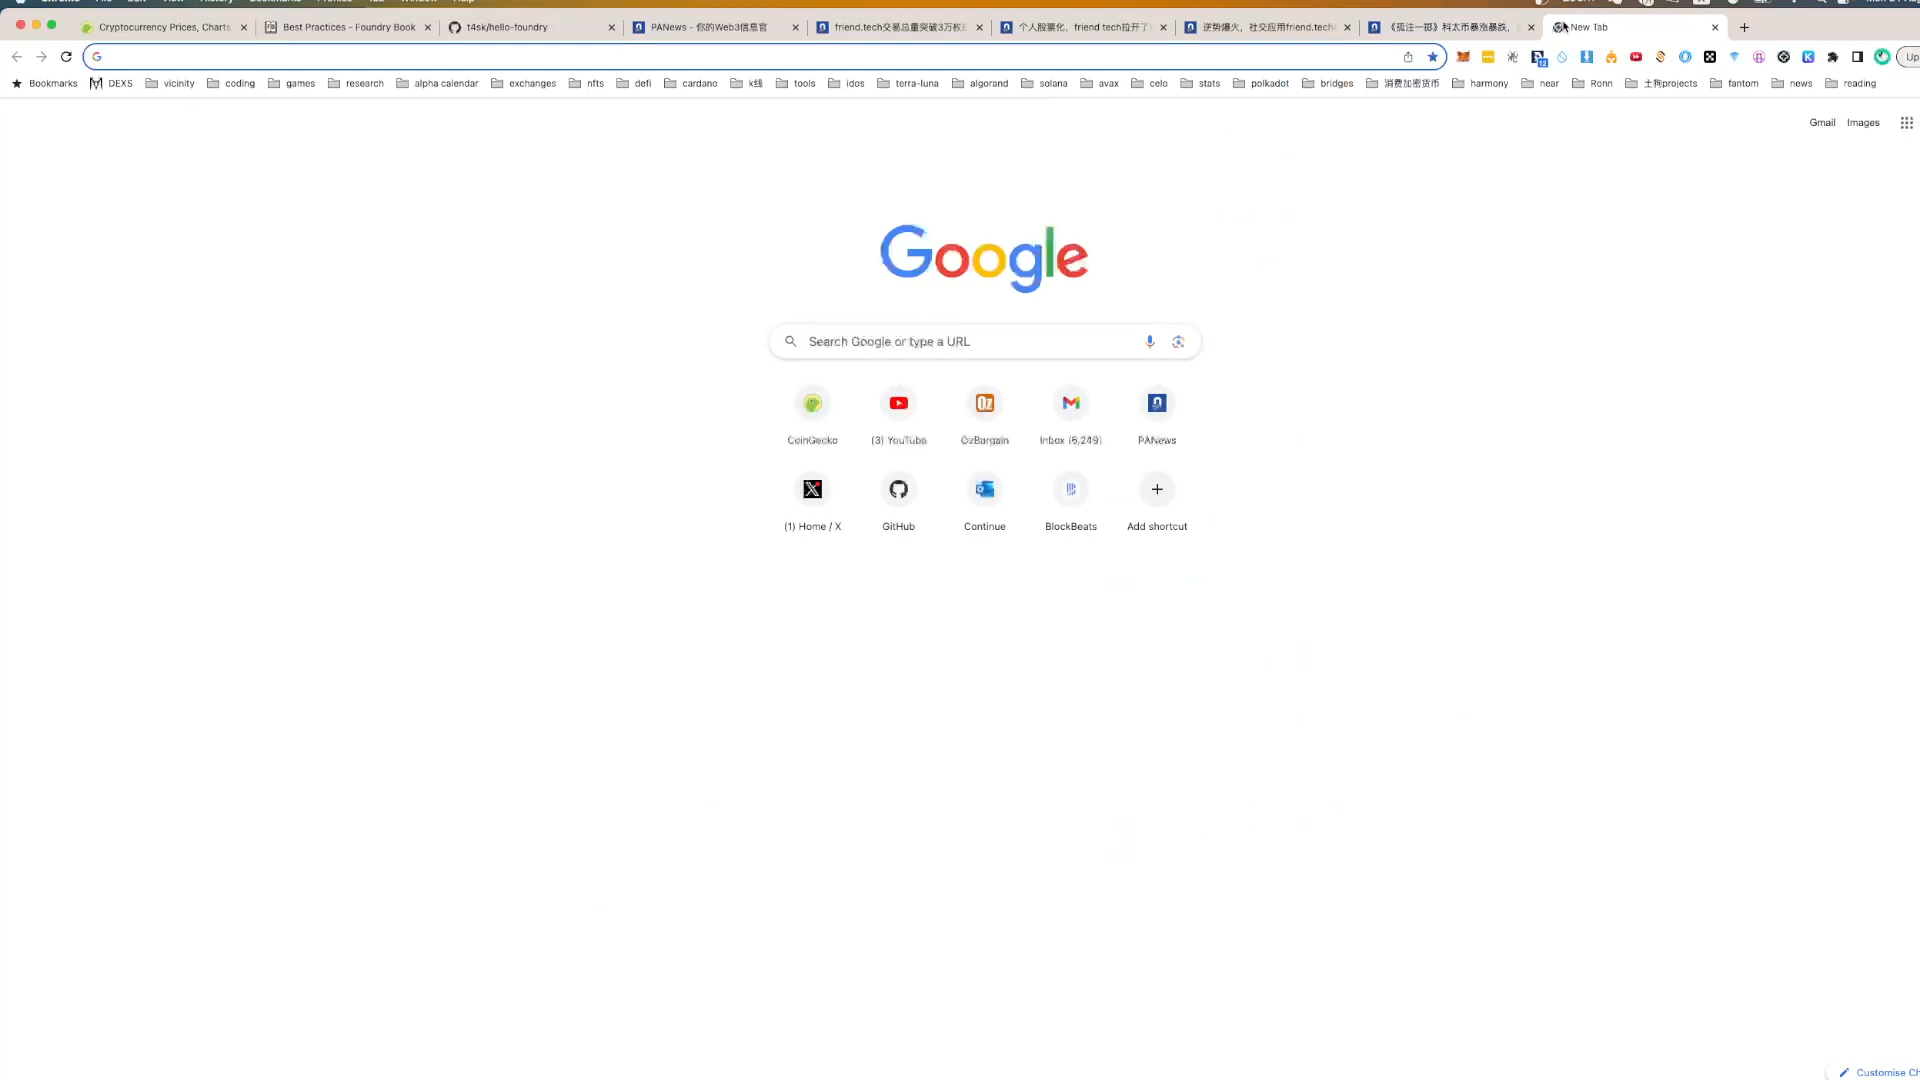 Cryptocurrency Prices, Charts
Best Practices - Foundry Book
t4sk/hello-foundry
PANews - 你的Web3信息官
friend.tech交易总量突破3万枚E
个人股票化，friend tech拉开了
逆势爆火，社交应用friend.tech
《孤注一掷》科太币暴涨暴跌，
New Tab
Up
Bookmarks
DEXS
vicinity
coding
games
research
alpha calendar
exchanges
nfts
defi
cardano
k线
tools
idos
terra-luna
algorand
solana
avax
celo
stats
polkadot
bridges
消费加密货币
harmony
near
Ronn
土狗projects
fantom
news
reading
Gmail
Images
Google
Search Google or type a URL
CoinGecko
(3) YouTube
OzBargain
Inbox (6,249)
PANews
(1) Home / X
GitHub
Continue
BlockBeats
Add shortcut
Customise Ch